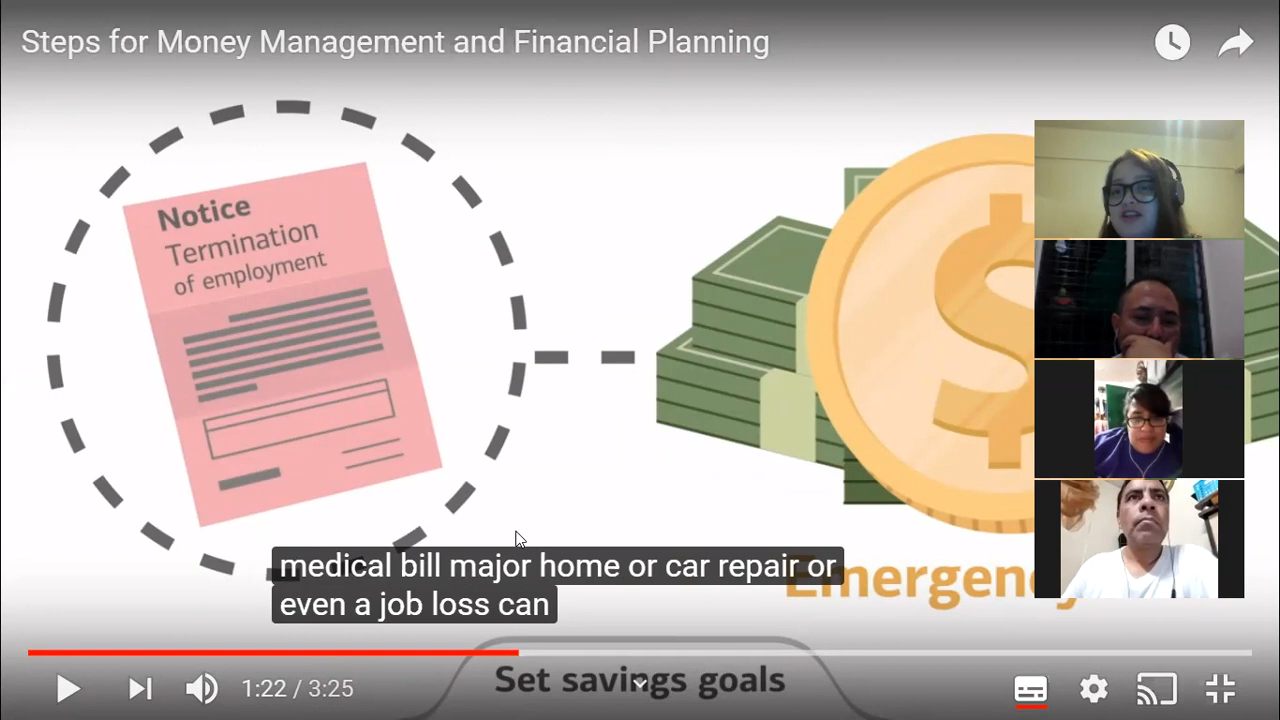 Steps for Money Management and Financial Planning
Notice
Termination
of employment
medical bill major home or car repair or
even a job loss can
Emergency
1:22 / 3:25
Set savings goals